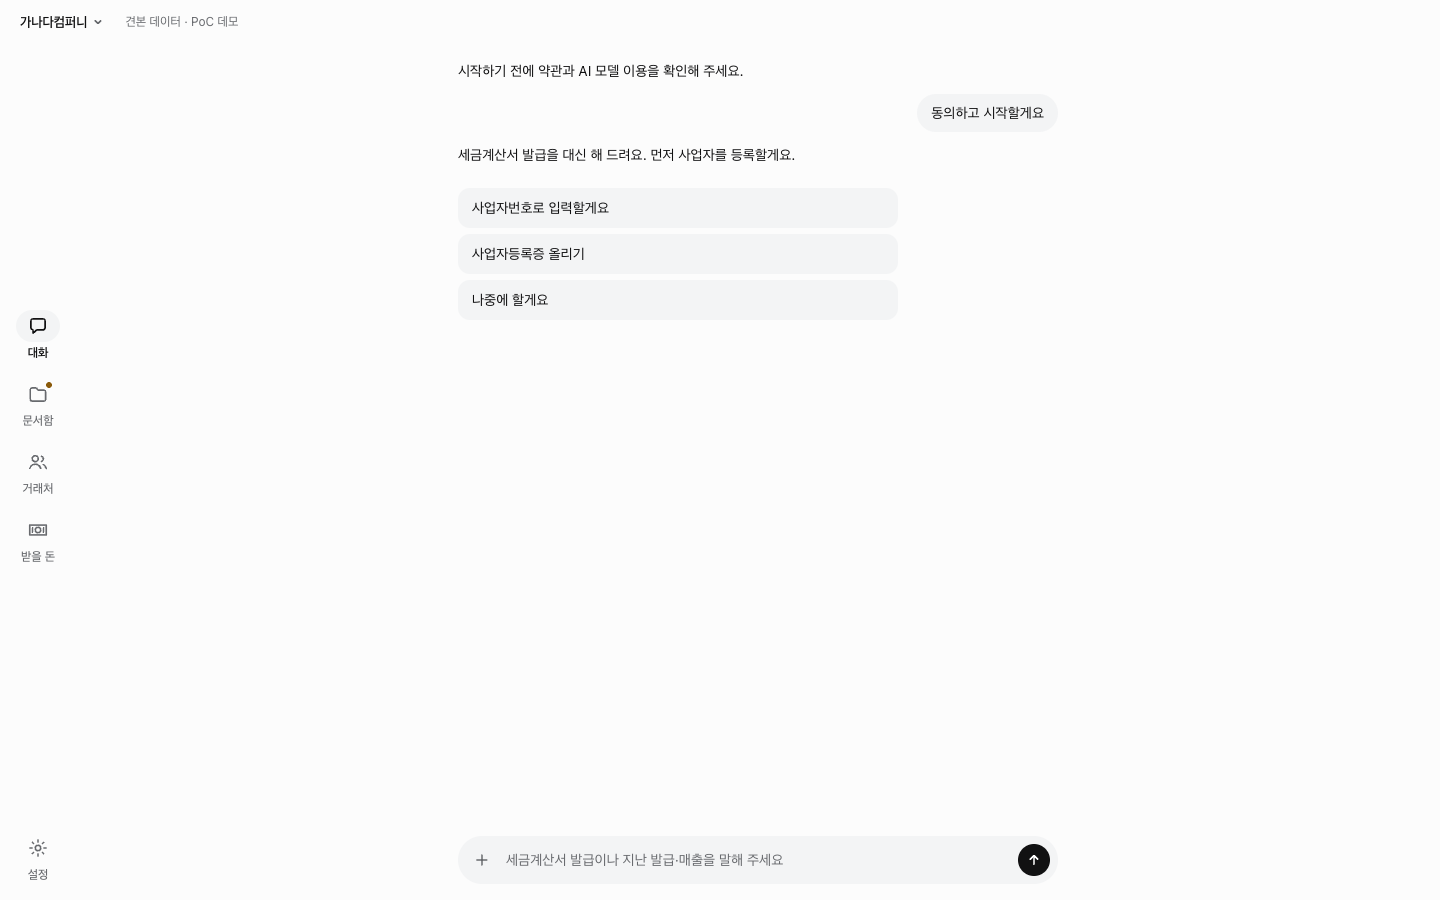 가나다컴퍼니
견본 데이터 · PoC 데모
시작하기 전에 약관과 AI 모델 이용을 확인해 주세요.
동의하고 시작할게요
세금계산서 발급을 대신 해 드려요. 먼저 사업자를 등록할게요.
사업자번호로 입력할게요
사업자등록증 올리기
나중에 할게요
대화
문서함
거래처
받을 돈
설정
세금계산서 발급이나 지난 발급·매출을 말해 주세요